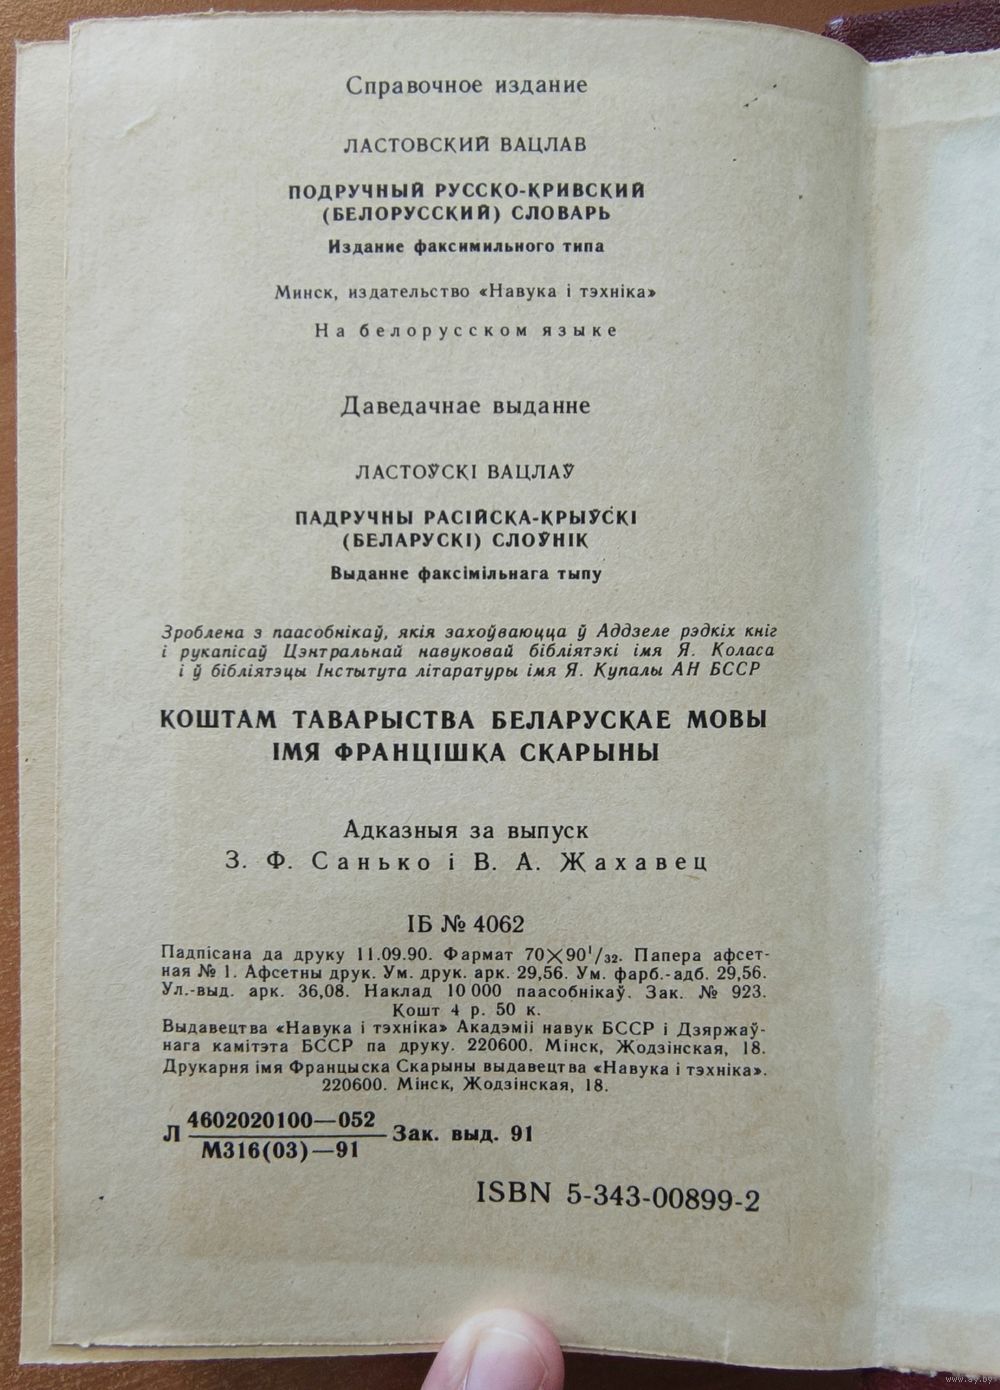 Справочное издание
ЛАСТОВСКИЙ ВАЦЛАВ
ПОДРУЧНЫЙ РУССКО-КРИВСКИЙ
(БЕЛОРУССКИЙ) СЛОВАРЬ
Издание факсимильного типа
Минск, издательство «Навука і тэхніка»
На белорусском языке
Даведачнае выданне
ЛАСТОЎСКІ ВАЦЛАЎ
ПАДРУЧНЫ РАСІЙСКА-КРЫЎСКІ
(БЕЛАРУСКІ) СЛОЎНІК
Выданне факсімільнага тыпу
Зроблена з паасобнікаў, якія захоўваюцца ў Аддзеле рэдкіх кніг
і рукапісаў Цэнтральнай навуковай бібліятэкі імя Я. Коласа
і ў бібліятэцы Інстытута літаратуры імя Я. Купалы АН БССР
КОШТАМ ТАВАРЫСТВА БЕЛАРУСКАЕ МОВЫ
ІМЯ ФРАНЦІШКА СКАРЫНЫ
Адказныя за выпуск
З. Ф. Санько і В. А. Жахавец
ІБ № 4062
Падпісана да друку 11.09.90. Фармат 70×90¹/₃₂. Папера афсет-
ная № 1. Афсетны друк. Ум. друк. арк. 29,56. Ум. фарб.-адб. 29,56.
Ул.-выд. арк. 36,08. Наклад 10 000 паасобнікаў. Зак. № 923.
Кошт 4 р. 50 к.
Выдавецтва «Навука і тэхніка» Акадэміі навук БССР і Дзяржаў-
нага камітэта БССР па друку. 220600. Мінск, Жодзінская, 18.
Друкарня імя Францыска Скарыны выдавецтва «Навука і тэхніка».
220600. Мінск, Жодзінская, 18.
Л 4602020100—052
М316(03)—91 Зак. выд. 91
ISBN 5-343-00899-2
www.ay.by